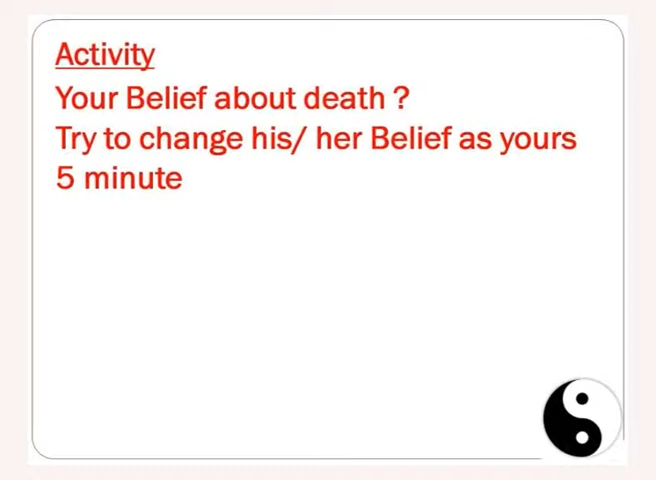 Activity
Your Belief about death ?
Try to change his/ her Belief as yours
5 minute